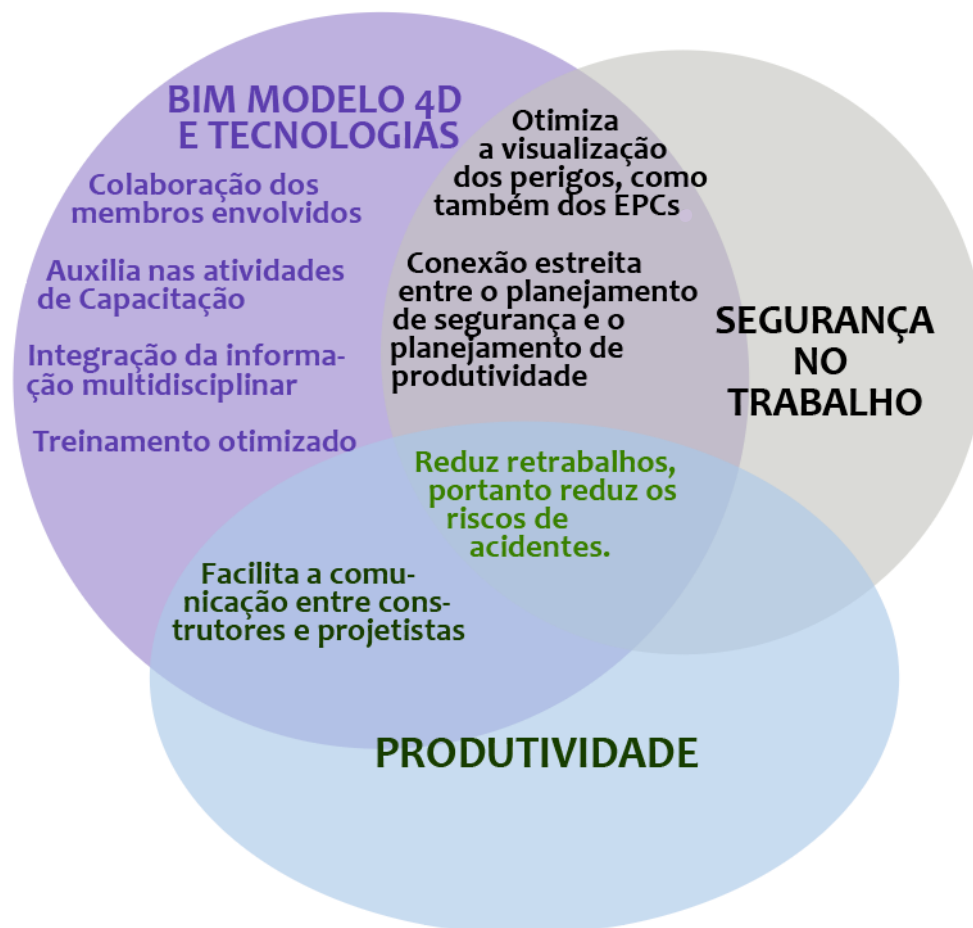 BIM MODELO 4D
E TECNOLOGIAS
Colaboração dos
membros envolvidos
Auxilia nas atividades
de Capacitação
Integração da informa-
ção multidisciplinar
Treinamento otimizado
Otimiza
a visualização
dos perigos, como
também dos EPCs.
Conexão estreita
entre o planejamento
de segurança e o
planejamento de
produtividade
SEGURANÇA
NO
TRABALHO
Reduz retrabalhos,
portanto reduz os
riscos de
acidentes.
Facilita a comu-
nicação entre cons-
trutores e projetistas
PRODUTIVIDADE